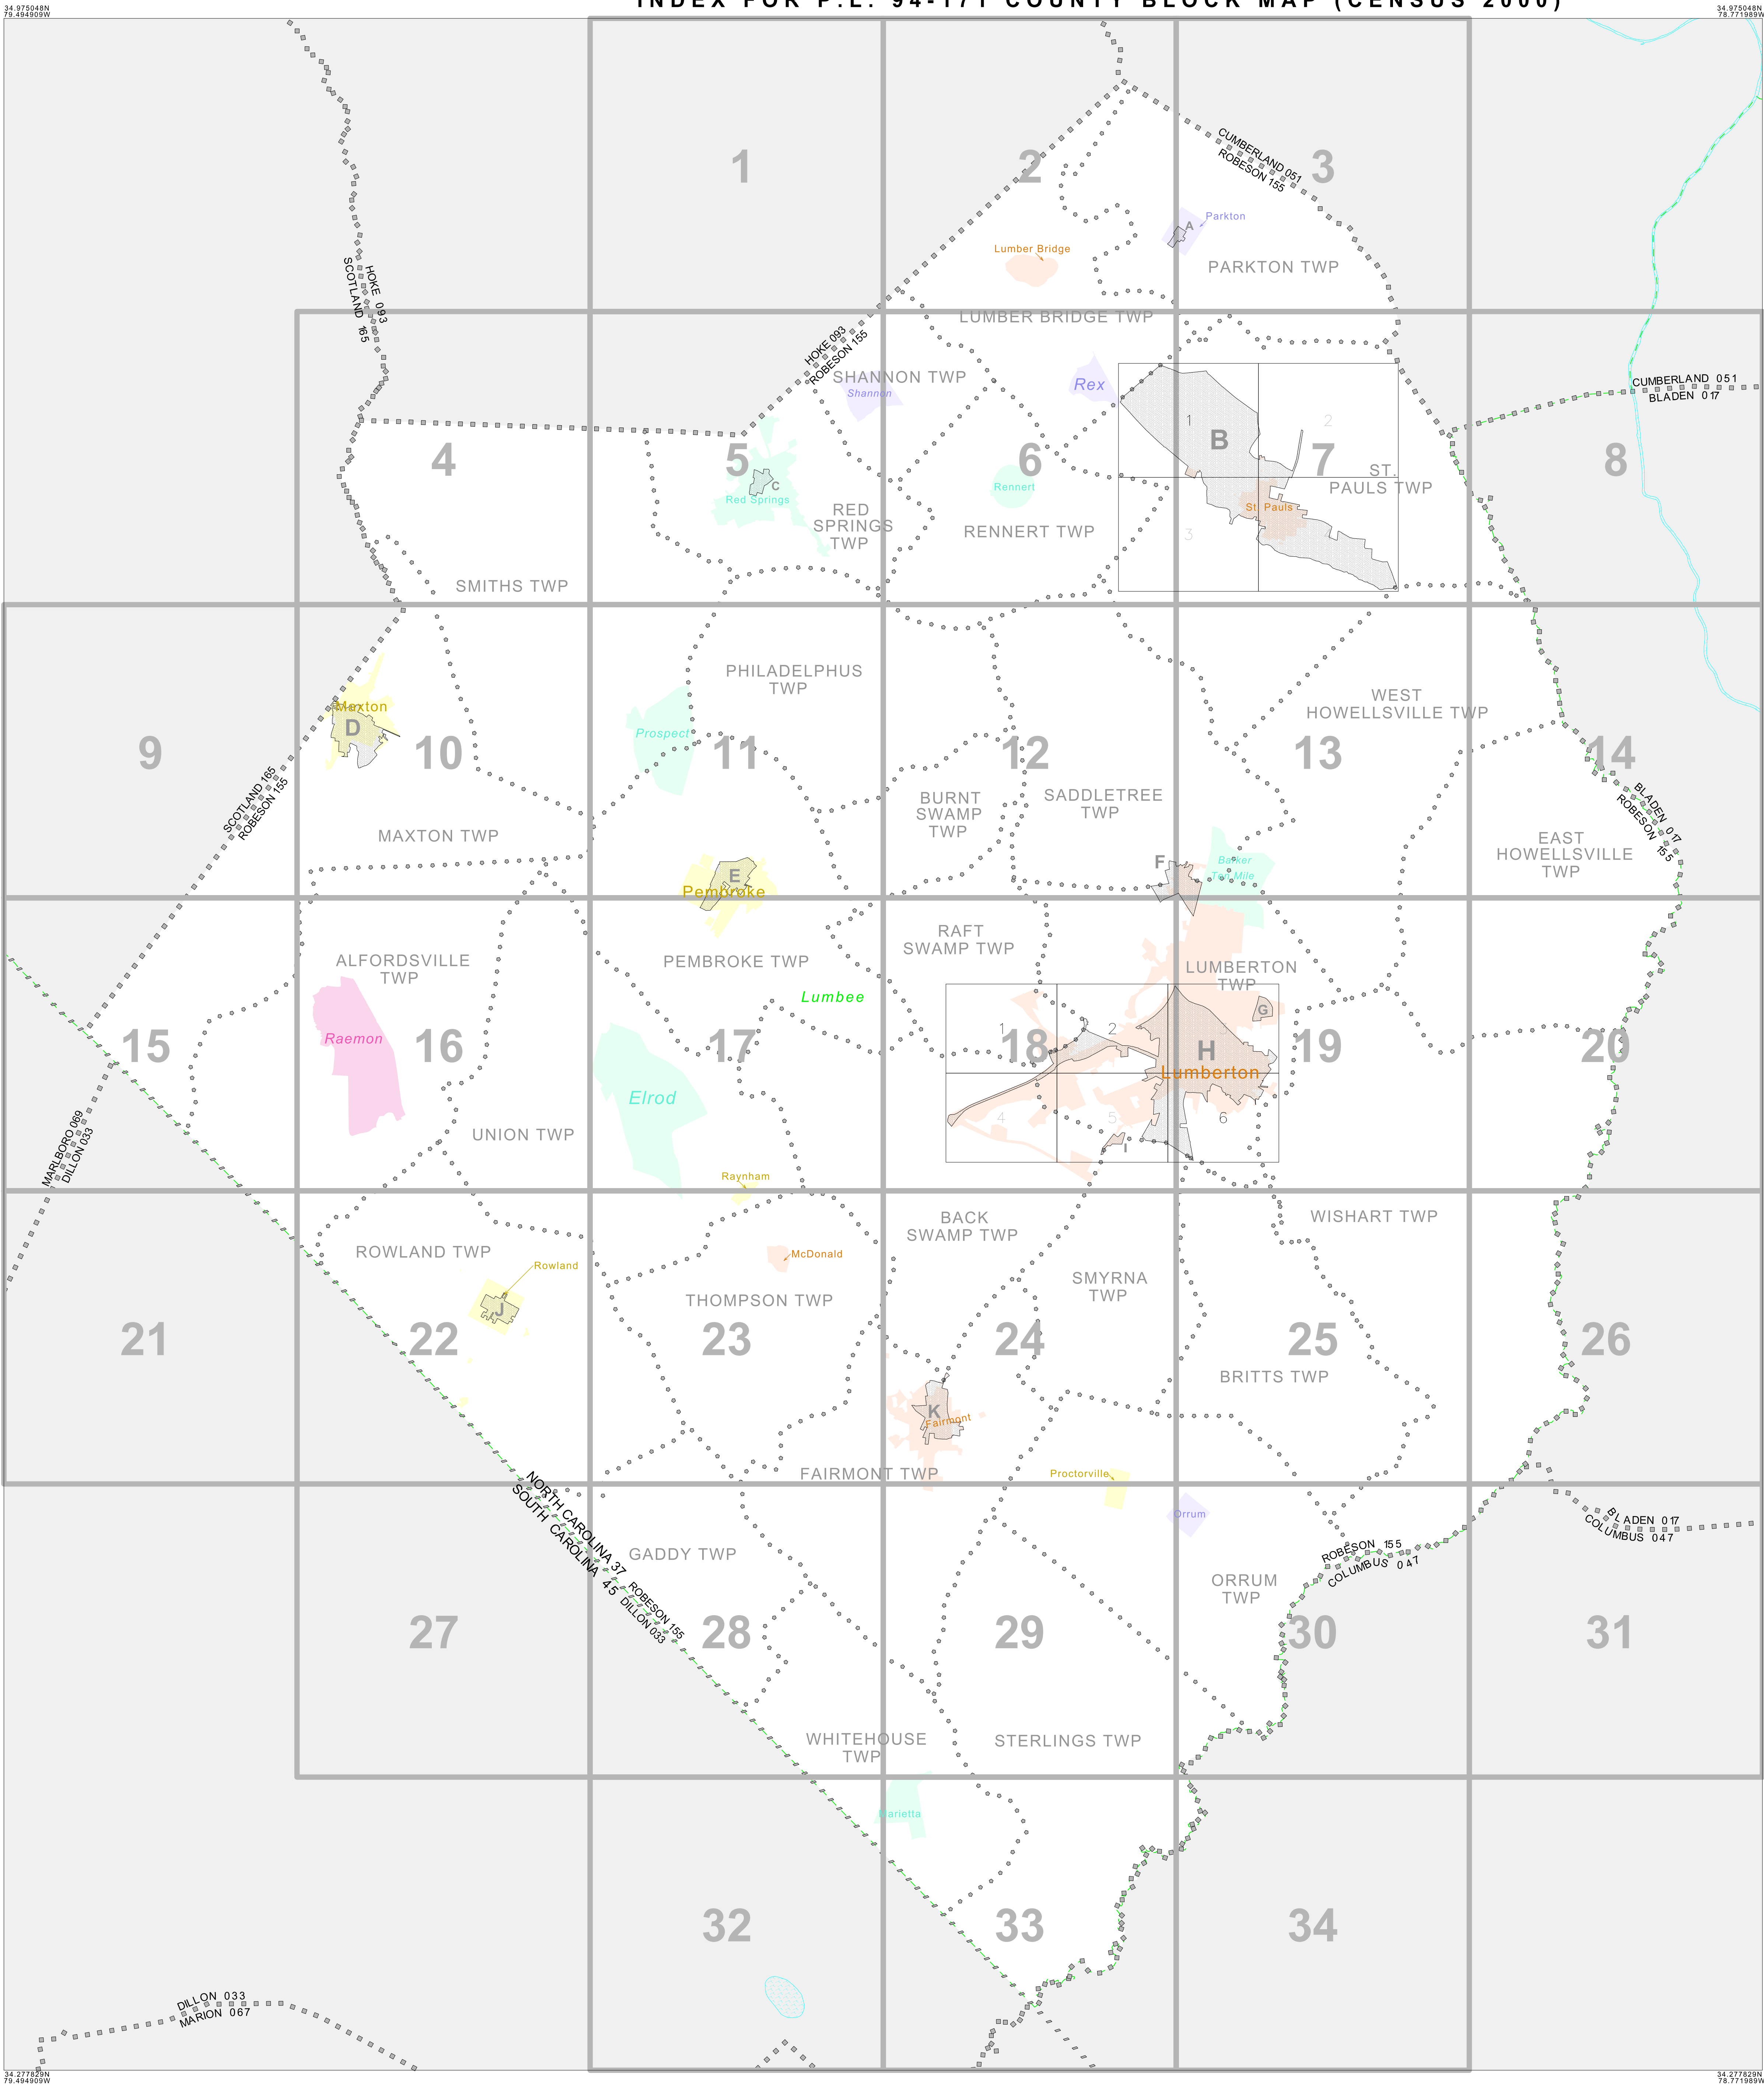 INDEX FOR P.L. 94-171 COUNTY BLOCK MAP (CENSUS 2000)
34.975048N
79.494909W
34.975048N
78.771989W
1
2
3
CUMBERLAND 051
ROBESON 155
A
Parkton
Lumber Bridge
PARKTON TWP
HOKE 093
SCOTLAND 165
LUMBER BRIDGE TWP
HOKE 093
ROBESON 155
SHANNON TWP
Shannon
Rex
CUMBERLAND 051
BLADEN 017
1
2
B
4
5
6
7
8
ST.
PAULS TWP
C
Red Springs
Rennert
St. Pauls
RED
SPRINGS
TWP
RENNERT TWP
3
SMITHS TWP
PHILADELPHUS
TWP
WEST
HOWELLSVILLE TWP
Maxton
D
Prospect
9
10
11
12
13
14
SCOTLAND 165
ROBESON 155
BURNT
SWAMP
TWP
SADDLETREE
TWP
BLADEN 017
ROBESON 155
MAXTON TWP
EAST
HOWELLSVILLE
TWP
E
Pembroke
F
Barker
Ten Mile
ALFORDSVILLE
TWP
PEMBROKE TWP
RAFT
SWAMP TWP
LUMBERTON
TWP
Lumbee
G
Raemon
1
2
3
H
15
16
17
18
19
20
Lumberton
Elrod
4
5
6
I
MARLBORO 069
DILLON 033
UNION TWP
Raynham
BACK
SWAMP TWP
WISHART TWP
ROWLAND TWP
McDonald
Rowland
SMYRNA
TWP
THOMPSON TWP
J
21
22
23
24
25
26
BRITTS TWP
K
Fairmont
FAIRMONT TWP
Proctorville
NORTH CAROLINA 37
SOUTH CAROLINA 45
Orrum
BLADEN 017
COLUMBUS 047
ROBESON 155
COLUMBUS 047
GADDY TWP
ROBESON 155
DILLON 033
ORRUM
TWP
27
28
29
30
31
WHITEHOUSE
TWP
STERLINGS TWP
Marietta
32
33
34
DILLON 033
MARION 067
34.277829N
79.494909W
34.277829N
78.771989W